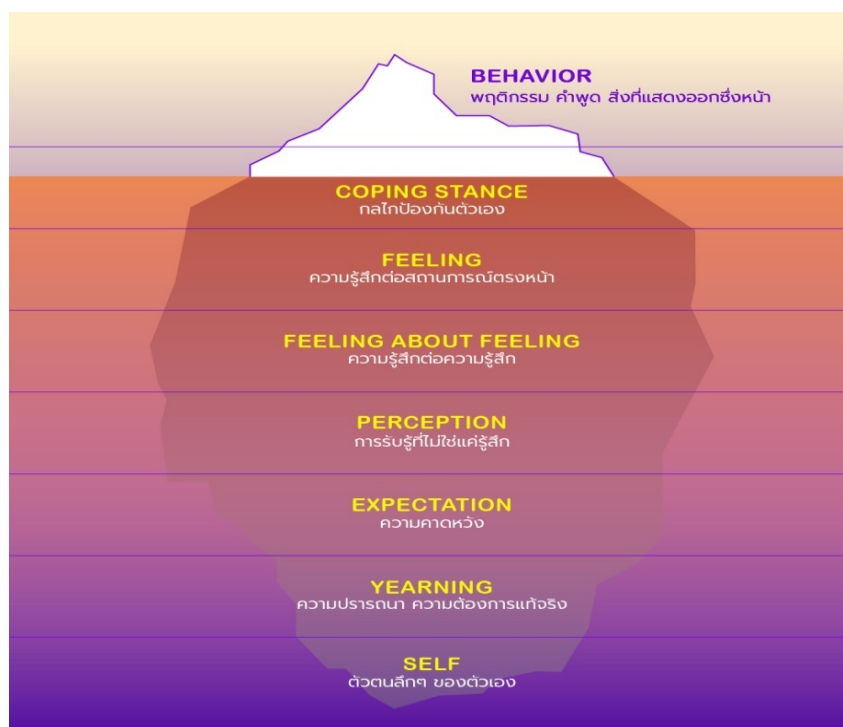 BEHAVIOR
พฤติกรรม คำพูด สิ่งที่แสดงออกซึ่งหน้า
COPING STANCE
กลไกป้องกันตัวเอง
FEELING
ความรู้สึกต่อสถานการณ์ตรงหน้า
FEELING ABOUT FEELING
ความรู้สึกต่อความรู้สึก
PERCEPTION
การรับรู้ที่ไม่ใช่แค่รู้สึก
EXPECTATION
ความคาดหวัง
YEARNING
ความปรารถนา ความต้องการแท้จริง
SELF
ตัวตนลึกๆ ของตัวเอง